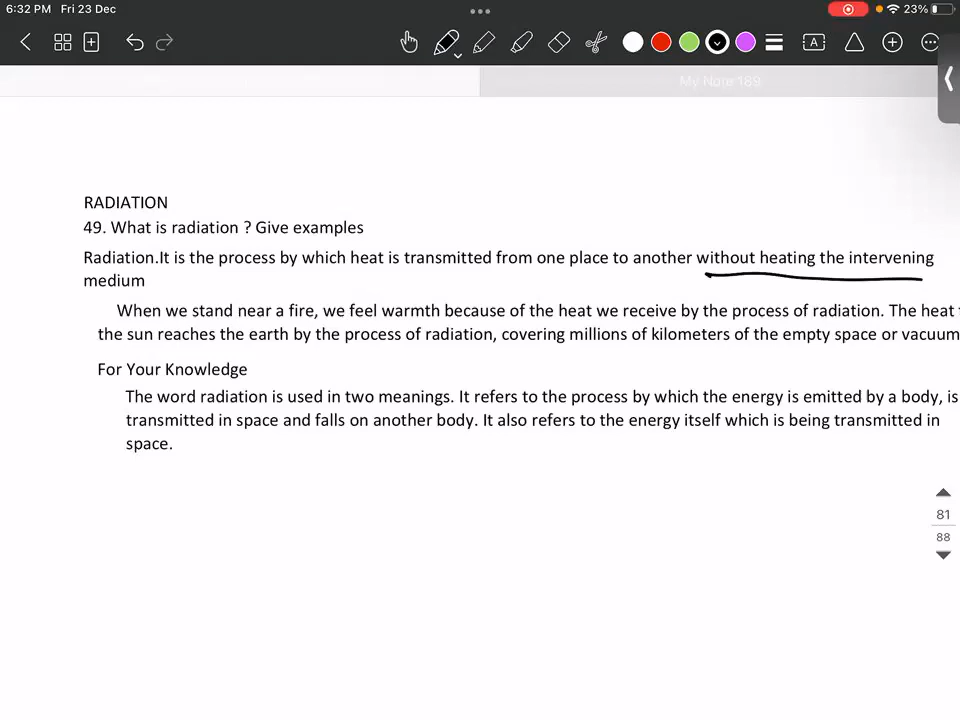 6:32 PM Fri 23 Dec
23%
A
My Note 189
RADIATION
49. What is radiation ? Give examples
Radiation.It is the process by which heat is transmitted from one place to another without heating the intervening
medium
When we stand near a fire, we feel warmth because of the heat we receive by the process of radiation. The heat
the sun reaches the earth by the process of radiation, covering millions of kilometers of the empty space or vacuum
For Your Knowledge
The word radiation is used in two meanings. It refers to the process by which the energy is emitted by a body, is
transmitted in space and falls on another body. It also refers to the energy itself which is being transmitted in
space.
81
88